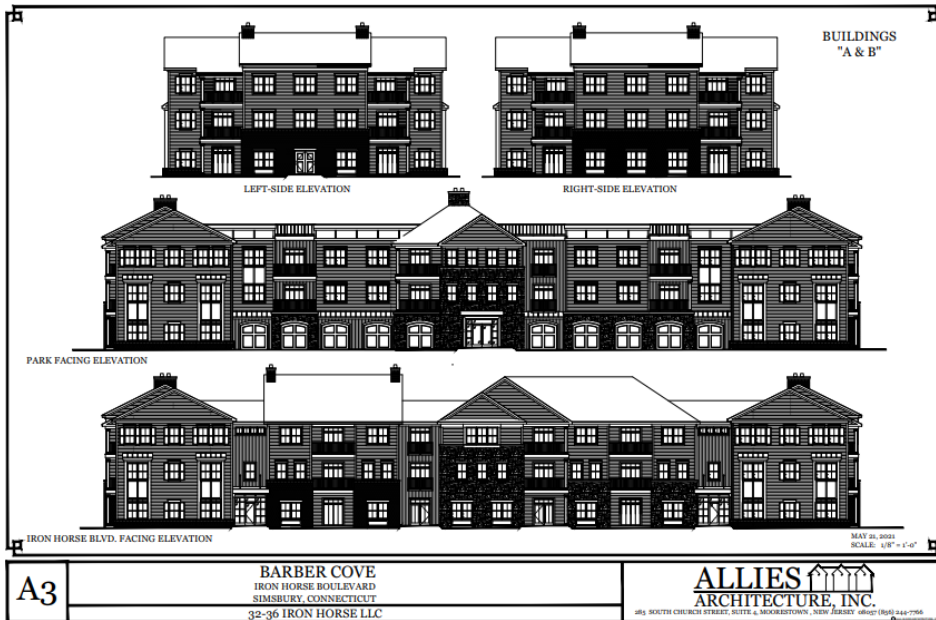 BUILDINGS
"A & B"
LEFT-SIDE ELEVATION
RIGHT-SIDE ELEVATION
PARK FACING ELEVATION
IRON HORSE BLVD. FACING ELEVATION
MAY 21, 2021
SCALE: 1/8" = 1'-0"
A3
BARBER COVE
IRON HORSE BOULEVARD
SIMSBURY, CONNECTICUT
32-36 IRON HORSE LLC
ALLIES
ARCHITECTURE, INC.
SOUTH CHURCH STREET, SUITE 4, MOORESTOWN, NEW JERSEY 08057 (856) 244-7766